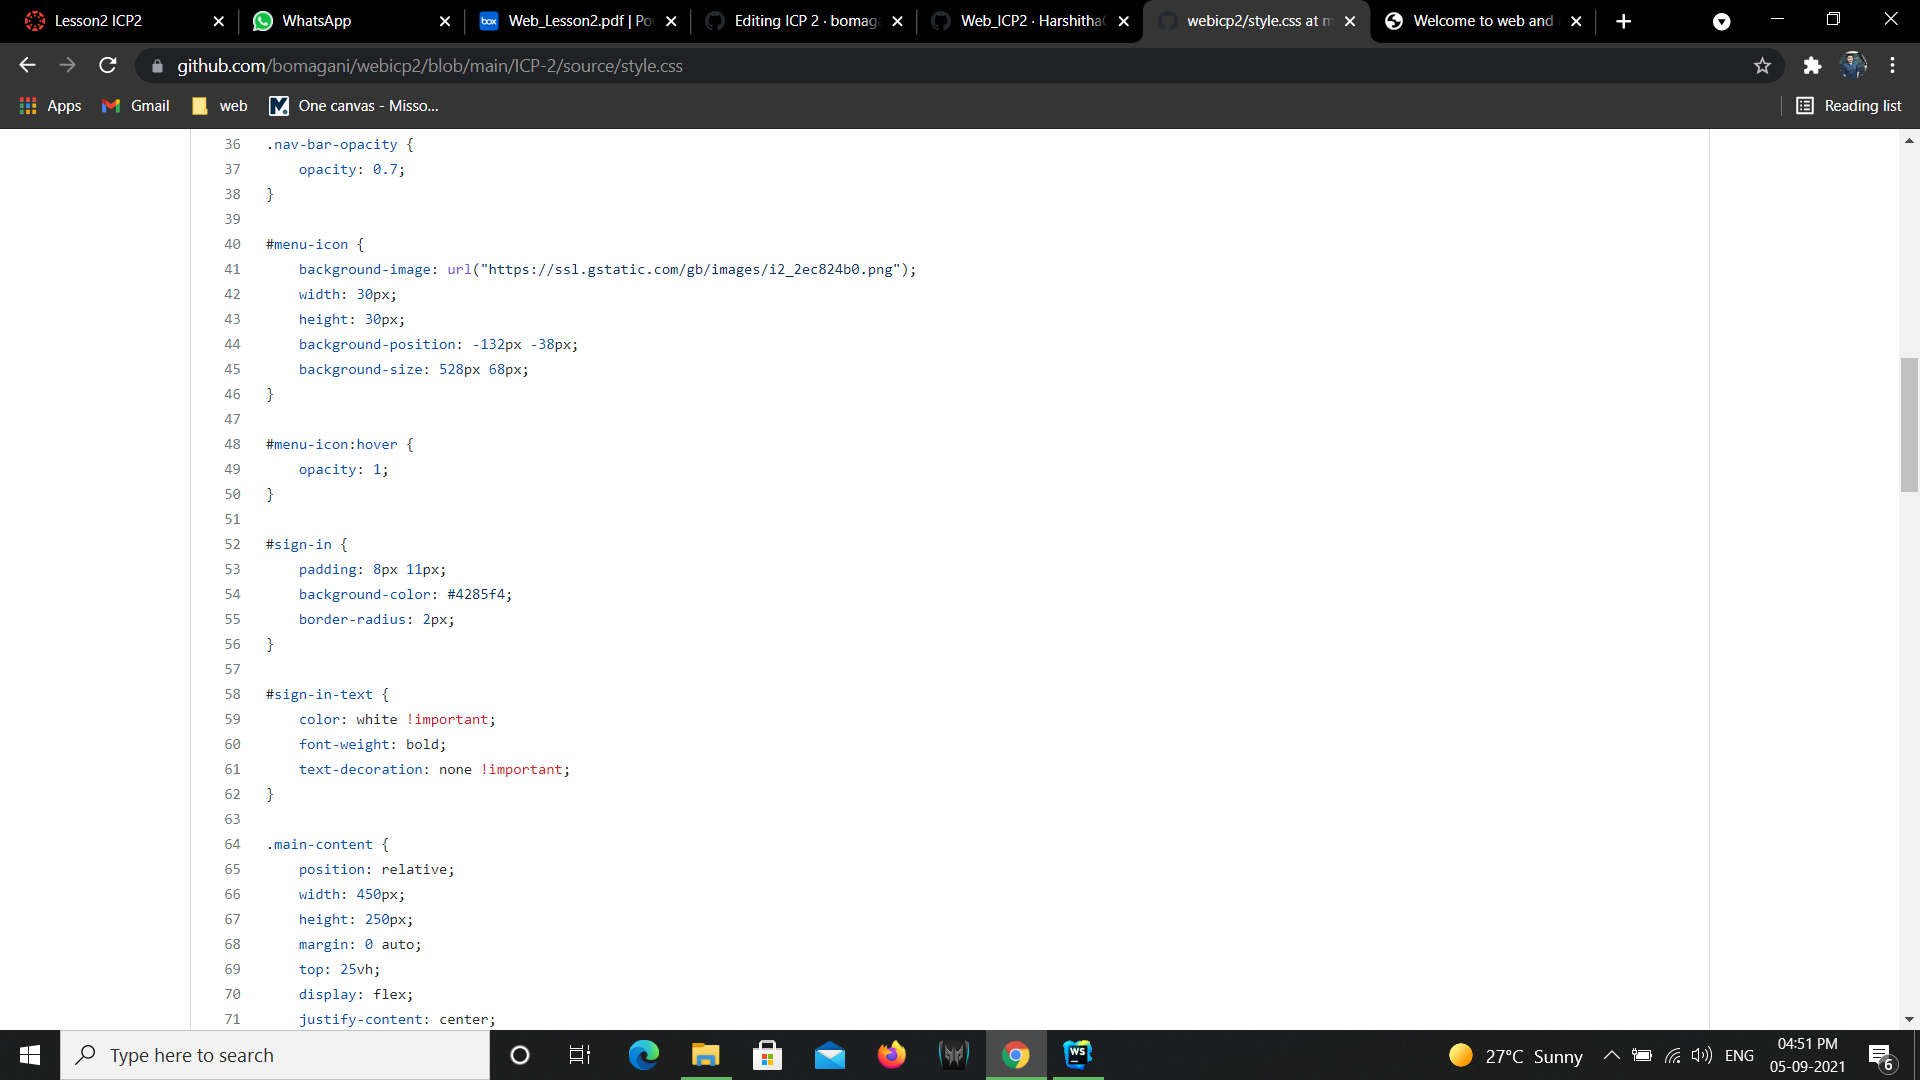 Lesson2 ICP2
WhatsApp
box
Web_Lesson2.pdf | Po
Editing ICP 2 · bomaga
Web_ICP2 · Harshitha
webicp2/style.css at m
Welcome to web and
github.com/bomagani/webicp2/blob/main/ICP-2/source/style.css
Apps
Gmail
web
One canvas - Misso...
Reading list
36 .nav-bar-opacity {
37 opacity: 0.7;
38 }
39
40 #menu-icon {
41 background-image: url("https://ssl.gstatic.com/gb/images/i2_2ec824b0.png");
42 width: 30px;
43 height: 30px;
44 background-position: -132px -38px;
45 background-size: 528px 68px;
46 }
47
48 #menu-icon:hover {
49 opacity: 1;
50 }
51
52 #sign-in {
53 padding: 8px 11px;
54 background-color: #4285f4;
55 border-radius: 2px;
56 }
57
58 #sign-in-text {
59 color: white !important;
60 font-weight: bold;
61 text-decoration: none !important;
62 }
63
64 .main-content {
65 position: relative;
66 width: 450px;
67 height: 250px;
68 margin: 0 auto;
69 top: 25vh;
70 display: flex;
71 justify-content: center;
Type here to search
WS
27°C Sunny
ENG
04:51 PM
05-09-2021
6